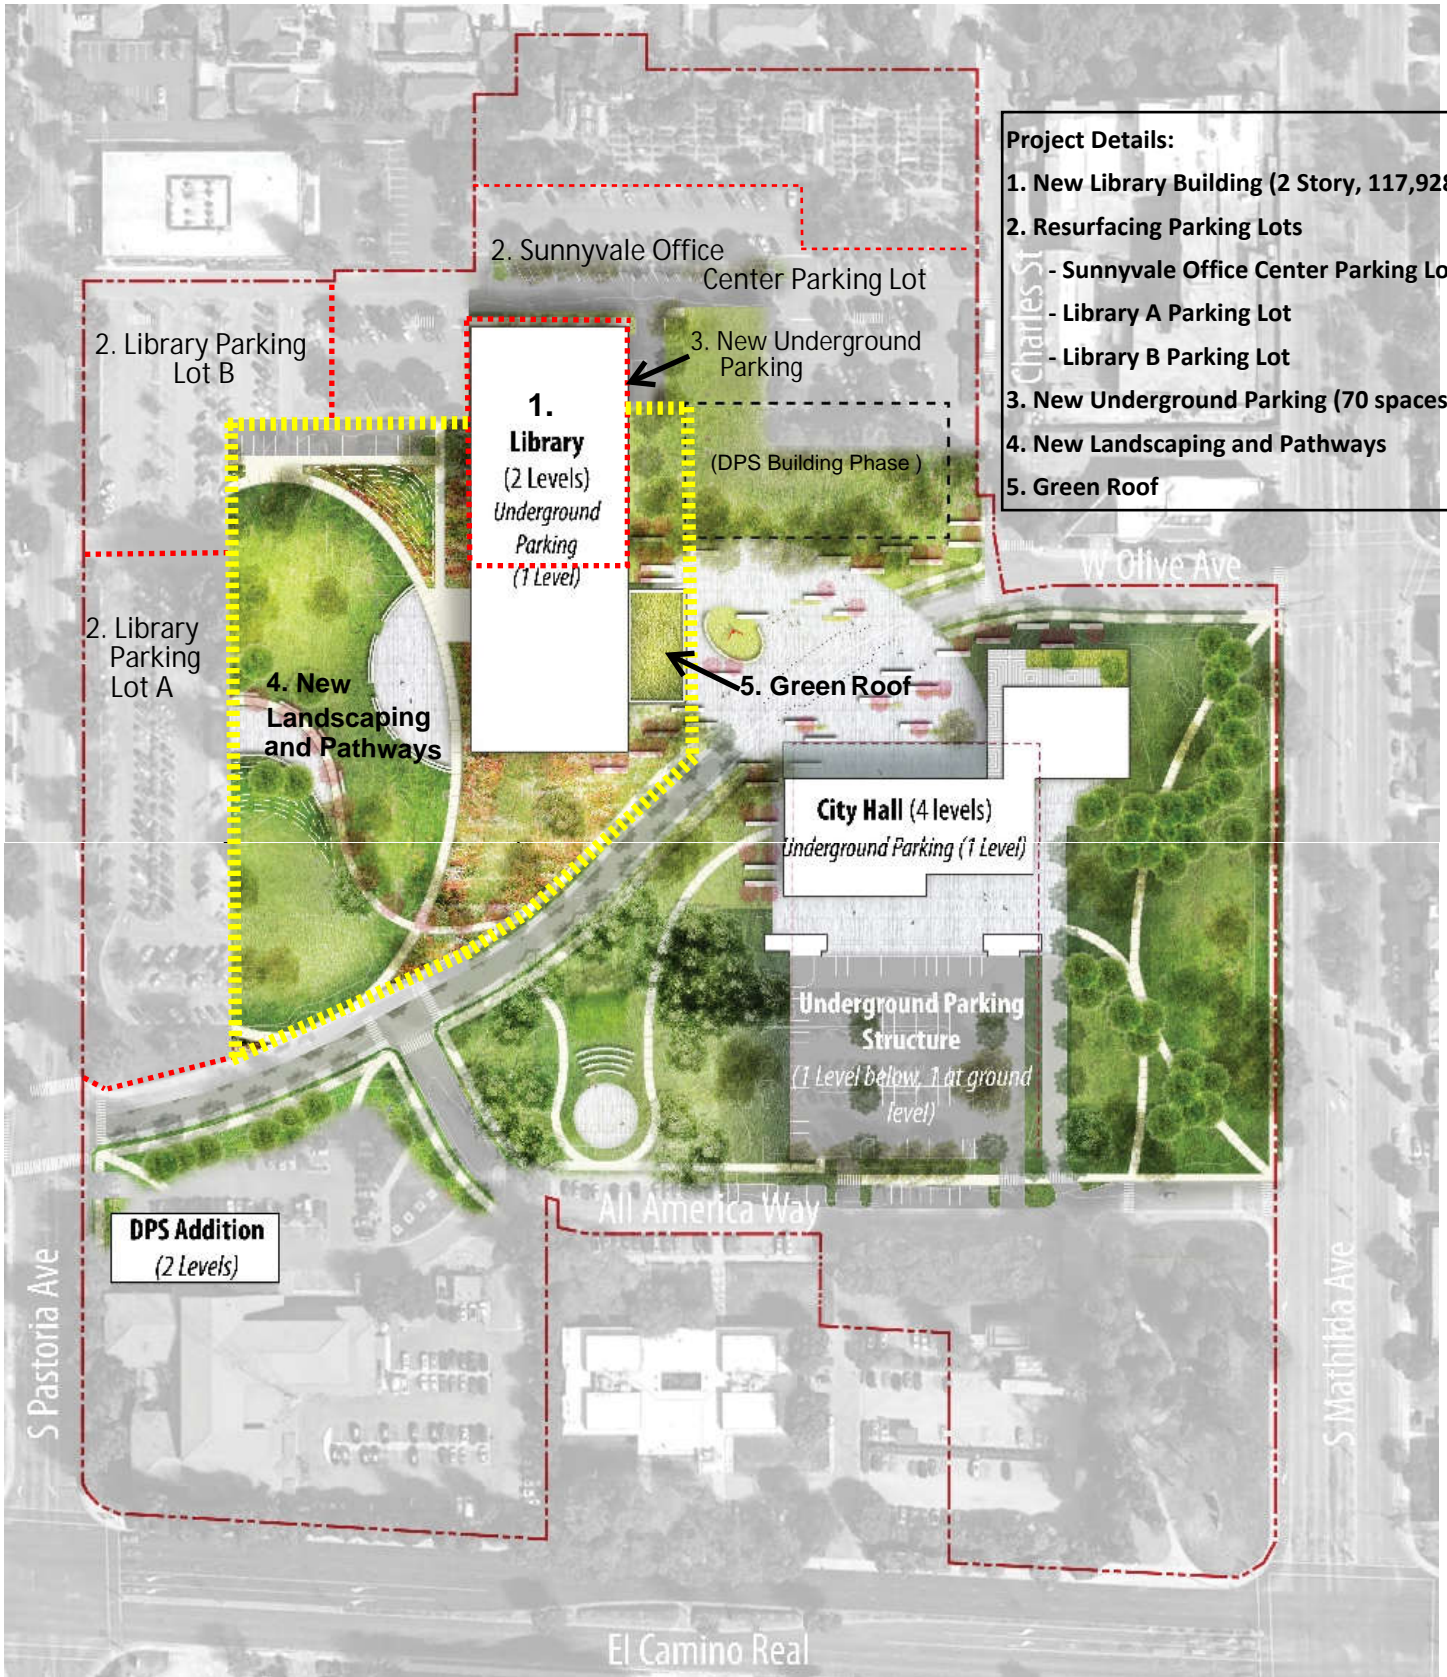 Project Details:
1. New Library Building (2 Story, 117,928
2. Resurfacing Parking Lots
- Sunnyvale Office Center Parking Lo
- Library A Parking Lot
- Library B Parking Lot
3. New Underground Parking (70 spaces
4. New Landscaping and Pathways
5. Green Roof
Charles St
2. Sunnyvale Office
Center Parking Lot
2. Library Parking
Lot B
3. New Underground
Parking
1.
Library
(2 Levels)
Underground
Parking
(1 Level)
(DPS Building Phase )
W Olive Ave
2. Library
Parking
Lot A
4. New
Landscaping
and Pathways
5. Green Roof
City Hall (4 levels)
Underground Parking (1 Level)
Underground Parking
Structure
(1 Level below, 1 at ground
level)
All America Way
DPS Addition
(2 Levels)
S Pastoria Ave
S Mathilda Ave
El Camino Real